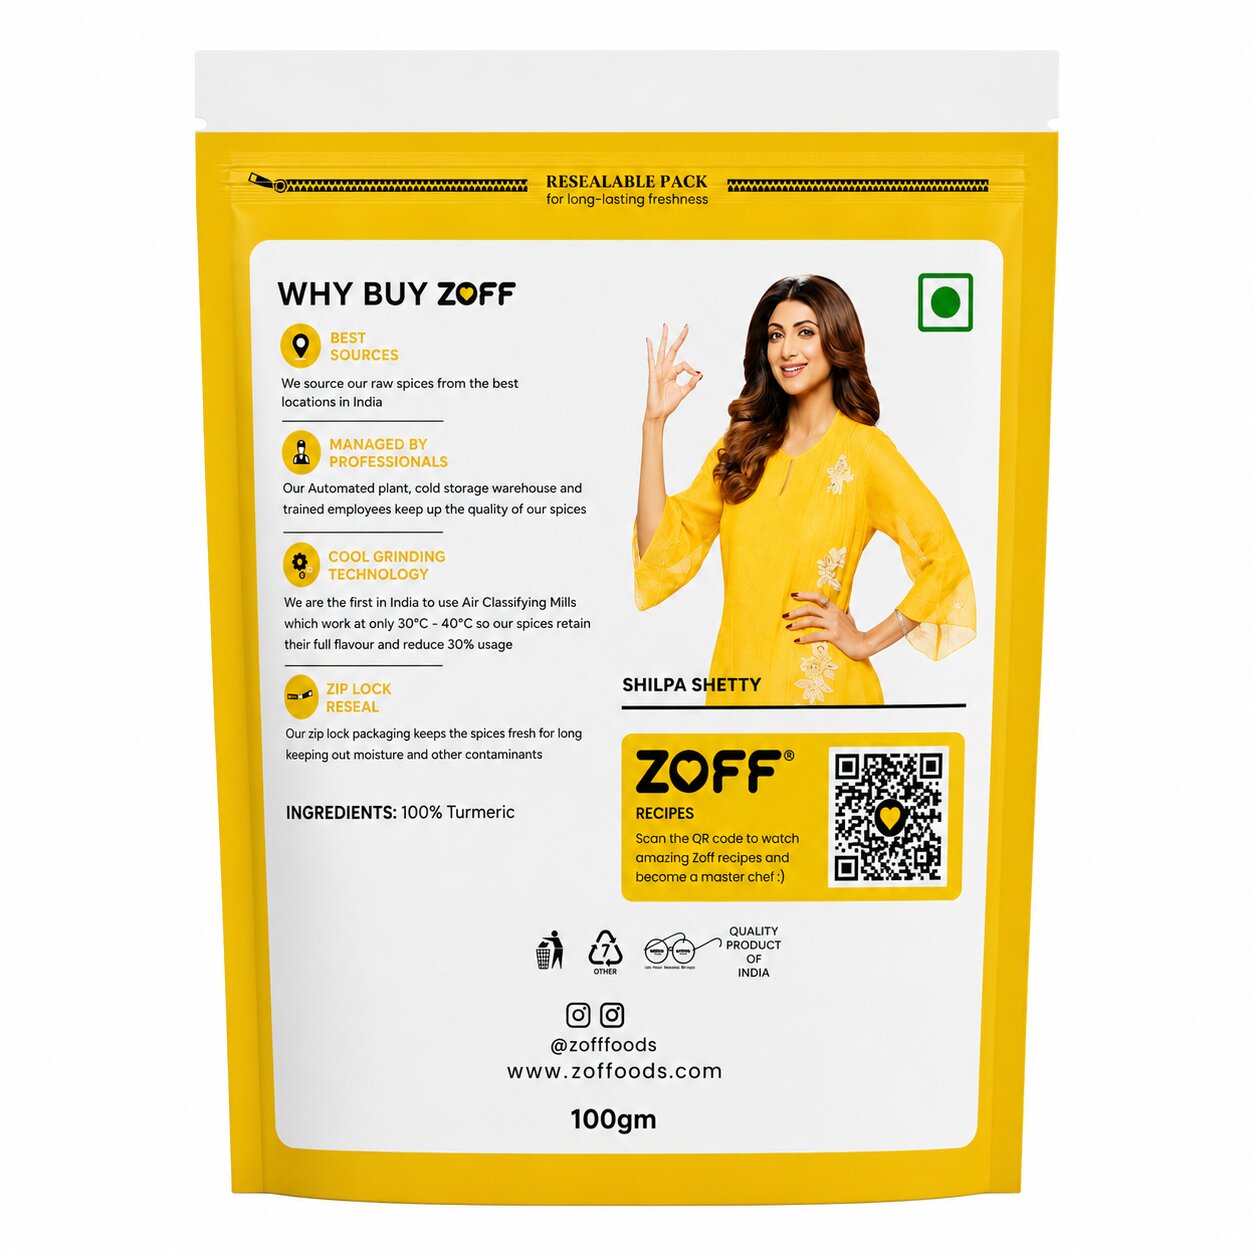 RESEALABLE PACK
for long-lasting freshness
WHY BUY ZOFF
BEST
SOURCES
We source our raw spices from the best
locations in India
MANAGED BY
PROFESSIONALS
Our Automated plant, cold storage warehouse and
trained employees keep up the quality of our spices
COOL GRINDING
TECHNOLOGY
We are the first in India to use Air Classifying Mills
which work at only 30°C - 40°C so our spices retain
their full flavour and reduce 30% usage
ZIP LOCK
RESEAL
Our zip lock packaging keeps the spices fresh for long
keeping out moisture and other contaminants
INGREDIENTS: 100% Turmeric
SHILPA SHETTY
ZOFF®
RECIPES
Scan the QR code to watch
amazing Zoff recipes and
become a master chef :)
7
OTHER
QUALITY
PRODUCT
OF
INDIA
@zofffoods
www.zoffoods.com
100gm